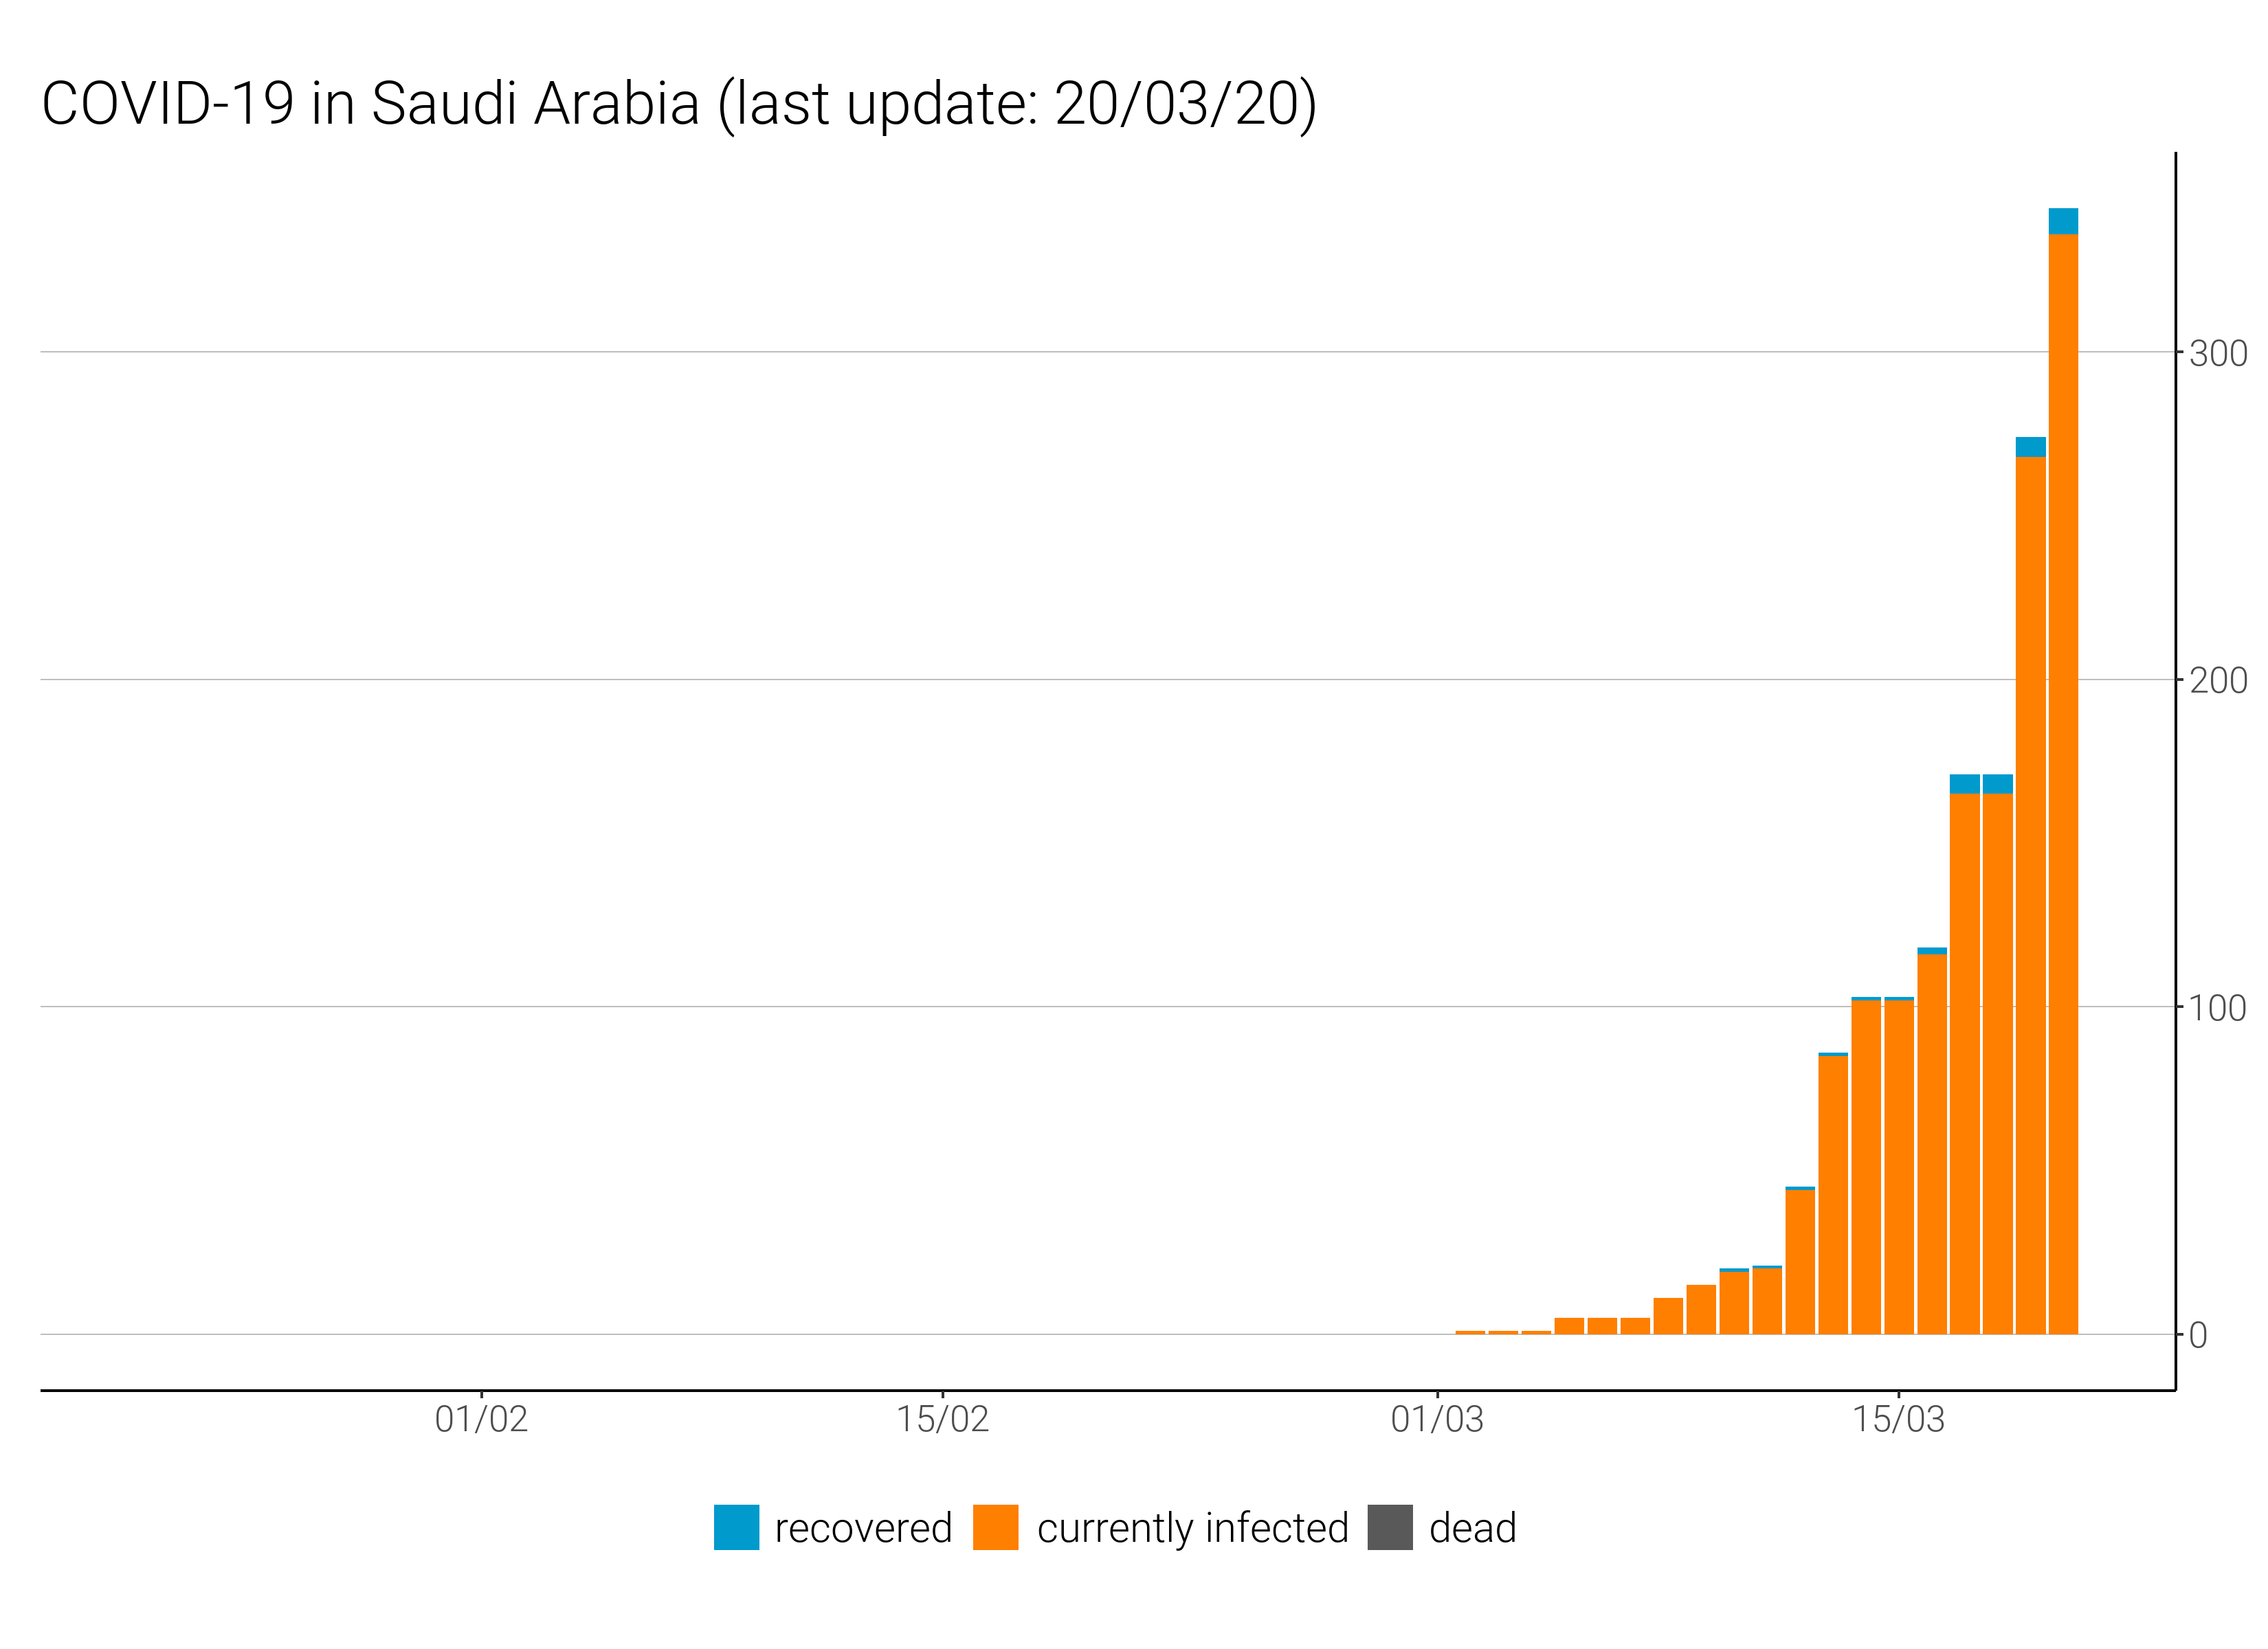 COVID-19 in Saudi Arabia (last update: 20/03/20)
300
200
100
0
01/02 15/02 01/03 15/03
recovered currently infected dead